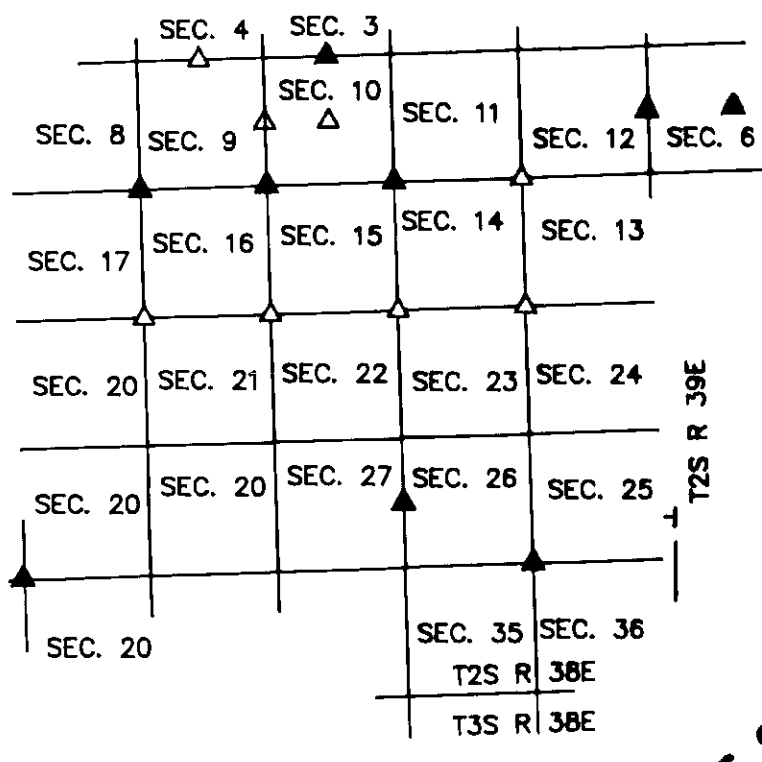 SEC. 4 SEC. 3
SEC. 10
SEC. 8 SEC. 9 SEC. 11 SEC. 12 SEC. 6
SEC. 17 SEC. 16 SEC. 15 SEC. 14 SEC. 13
SEC. 20 SEC. 21 SEC. 22 SEC. 23 SEC. 24
T2S R 39E
SEC. 20 SEC. 20 SEC. 27 SEC. 26 SEC. 25
SEC. 20 SEC. 35 SEC. 36
T2S R 38E
T3S R 38E